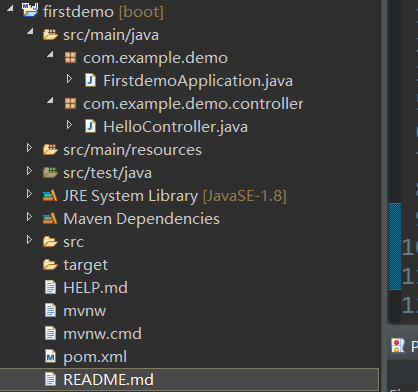 firstdemo [boot]
src/main/java
com.example.demo
FirstdemoApplication.java
com.example.demo.controller
HelloController.java
src/main/resources
src/test/java
JRE System Library [JavaSE-1.8]
Maven Dependencies
src
target
HELP.md
mvnw
mvnw.cmd
pom.xml
README.md